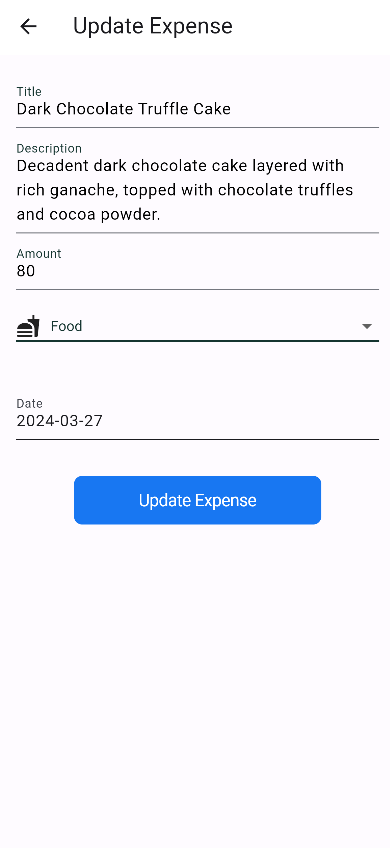 Update Expense
Title
Dark Chocolate Truffle Cake
Description
Decadent dark chocolate cake layered with
rich ganache, topped with chocolate truffles
and cocoa powder.
Amount
80
Food
Date
2024-03-27
Update Expense